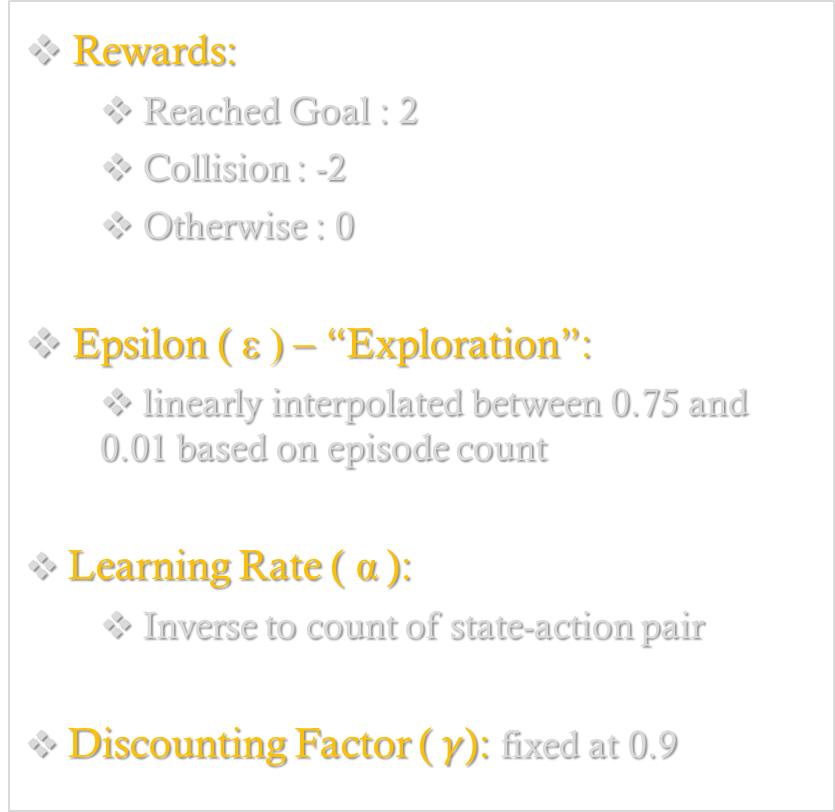 ❖ Rewards:
❖ Reached Goal : 2
❖ Collision : -2
❖ Otherwise : 0
❖ Epsilon ( ε ) – “Exploration”:
❖ linearly interpolated between 0.75 and
0.01 based on episode count
❖ Learning Rate ( α ):
❖ Inverse to count of state-action pair
❖ Discounting Factor ( γ): fixed at 0.9